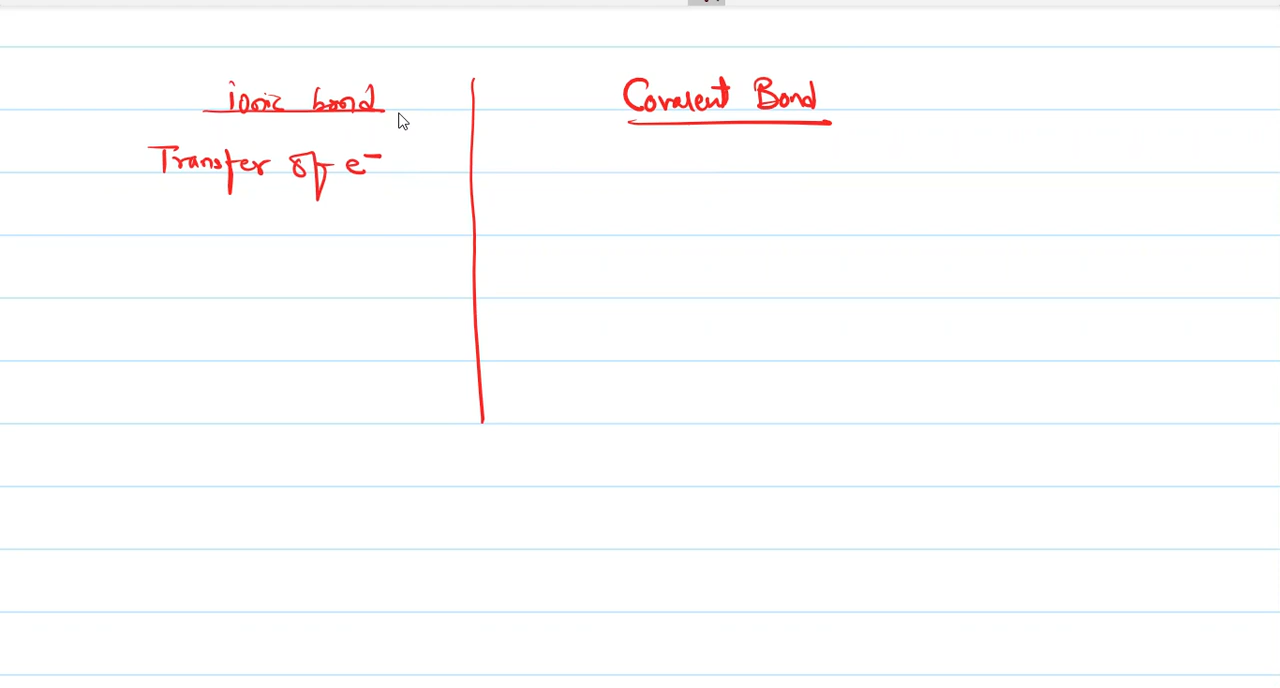 ionic bond
Covalent Bond
Transfer of e⁻